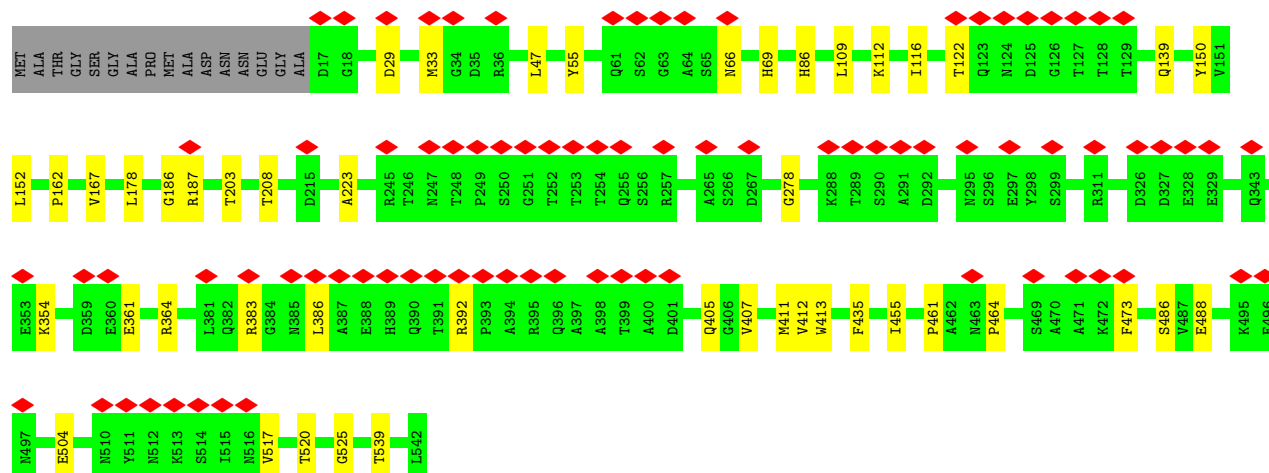 MET ALA THR GLY SER GLY ALA PRO MET ALA ASP ASN ASN GLU GLY ALA D17 G18 D29 M33 G34 D35 R36 L47 Y55 Q61 S62 G63 A64 S65 N66 H69 H86 L109 K112 I116 T122 Q123 N124 D125 G126 T127 T128 T129 Q139 Y150 V151
L152 P162 V167 L178 G186 R187 T203 T208 D215 A223 R245 T246 N247 T248 P249 S250 G251 T252 T253 T254 Q255 S256 R257 A265 S266 D267 G278 K288 T289 S290 A291 D292 N295 S296 E297 Y298 S299 R311 D326 D327 E328 E329 Q343
E353 K354 D359 E360 E361 R364 L381 Q382 R383 G384 N385 L386 A387 E388 H389 Q390 T391 R392 P393 A394 R395 Q396 A397 A398 T399 A400 D401 Q405 G406 V407 M411 V412 W413 F435 I455 P461 A462 N463 P464 S469 A470 A471 K472 F473 S486 V487 E488 K495 E496
N497 E504 N510 Y511 N512 K513 S514 I515 N516 V517 T520 G525 T539 L542